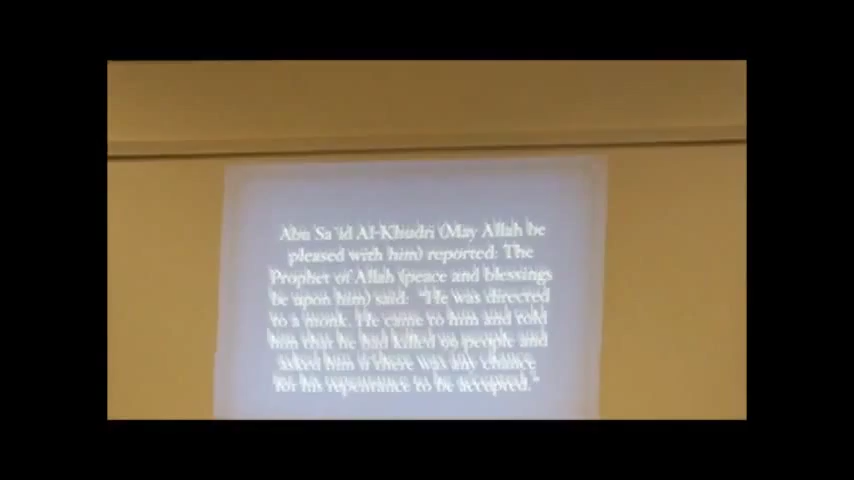 Abu Sa'id Al-Khudri (May Allah be
pleased with him) reported: The
Prophet of Allah (peace and blessings
be upon him) said: "He was directed
to a monk. He came to him and told
him that he had killed 99 people and
asked him if there was any chance
for his repentance to be accepted."